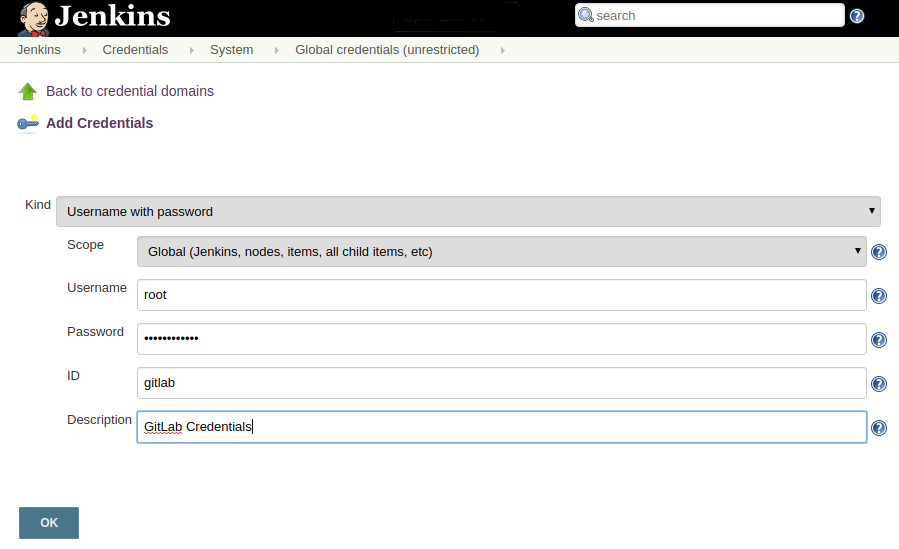 Jenkins
search
Jenkins Credentials System Global credentials (unrestricted)
Back to credential domains
Add Credentials
Kind Username with password
Scope Global (Jenkins, nodes, items, all child items, etc)
Username root
Password ••••••••••••
ID gitlab
Description GitLab Credentials
OK